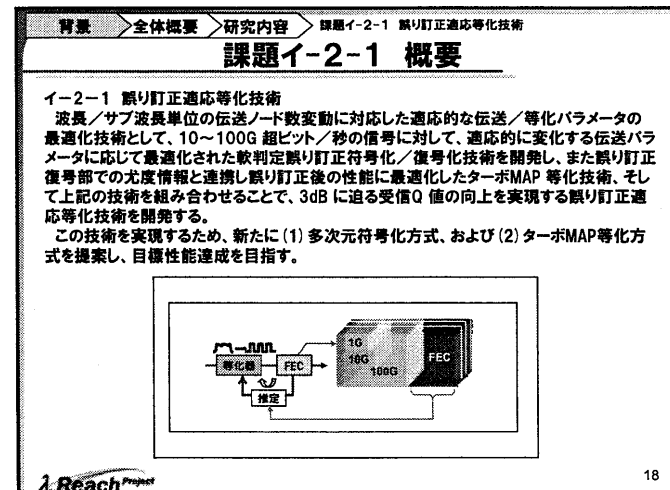 背景 全体概要 研究内容 課題イ-2-1 誤り訂正適応等化技術
課題イ-2-1 概要
イー2ー1 誤り訂正適応等化技術
波長／サブ波長単位の伝送ノード数変動に対応した適応的な伝送／等化パラメータの
最適化技術として、10～100G 超ビット／秒の信号に対して、適応的に変化する伝送パラ
メータに応じて最適化された軟判定誤り訂正符号化／復号化技術を開発し、また誤り訂正
復号部での尤度情報と連携し誤り訂正後の性能に最適化したターボMAP 等化技術、そし
て上記の技術を組み合わせることで、3dB に迫る受信Q 値の向上を実現する誤り訂正適
応等化技術を開発する。
この技術を実現するため、新たに(1) 多次元符号化方式、および(2) ターボMAP等化方
式を提案し、目標性能達成を目指す。
1G
10G
100G
FEC
等化器 FEC
推定
λ Reach Project
18